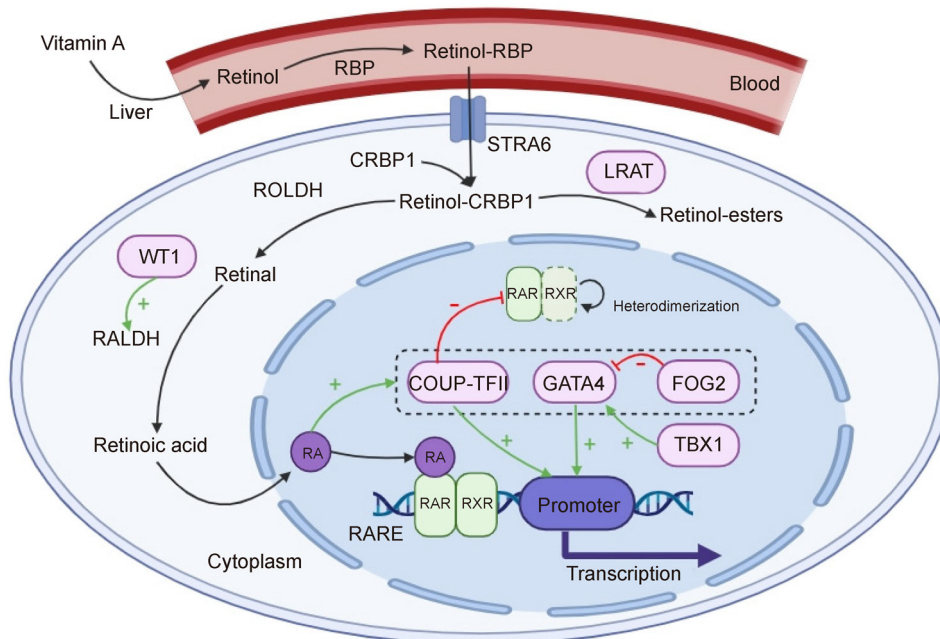 Vitamin A
Liver
Retinol
RBP
Retinol-RBP
Blood
STRA6
CRBP1
LRAT
ROLDH
Retinol-CRBP1
Retinol-esters
WT1
+
RALDH
Retinal
RAR
RXR
Heterodimerization
-
COUP-TFII
GATA4
-
FOG2
+
+
+
+
TBX1
Retinoic acid
RA
RA
RAR
RXR
RARE
Promoter
Cytoplasm
Transcription